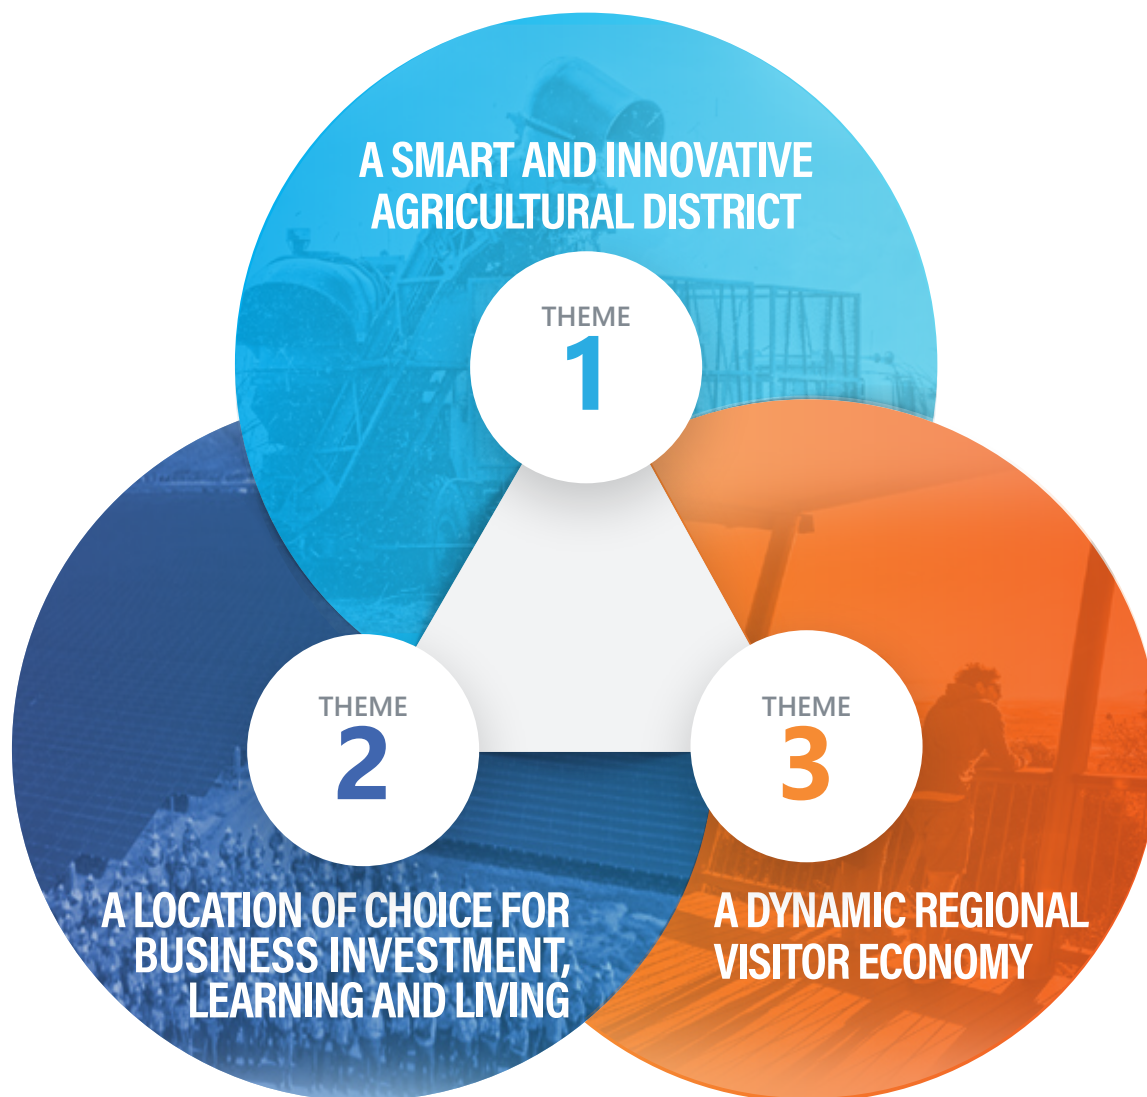 A SMART AND INNOVATIVE
AGRICULTURAL DISTRICT
THEME
1
THEME
2
A LOCATION OF CHOICE FOR
BUSINESS INVESTMENT,
LEARNING AND LIVING
THEME
3
A DYNAMIC REGIONAL
VISITOR ECONOMY